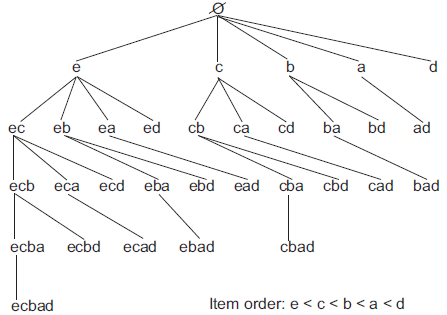 Ø
e c b a d
ec eb ea ed cb ca cd ba bd ad
ecb eca ecd eba ebd ead cba cbd cad bad
ecba ecbd ecad ebad cbad
ecbad Item order: e < c < b < a < d